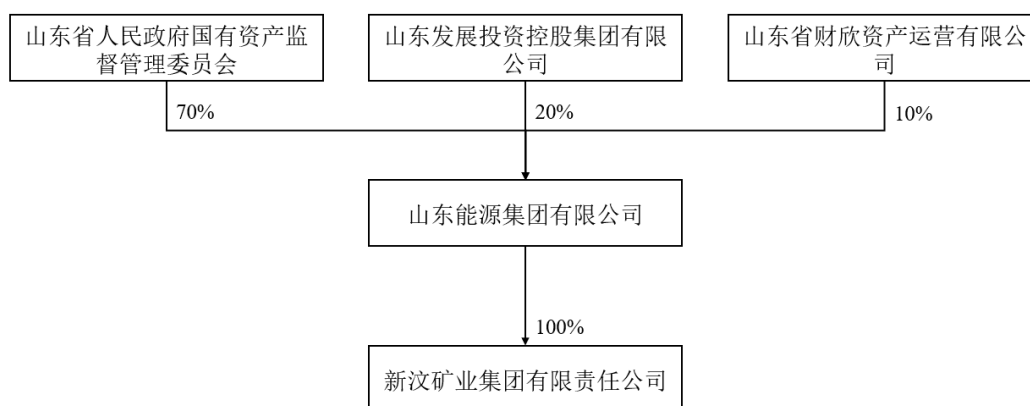 山东省人民政府国有资产监
督管理委员会
山东发展投资控股集团有限
公司
山东省财欣资产运营有限公
司
70%
20%
10%
山东能源集团有限公司
100%
新汶矿业集团有限责任公司